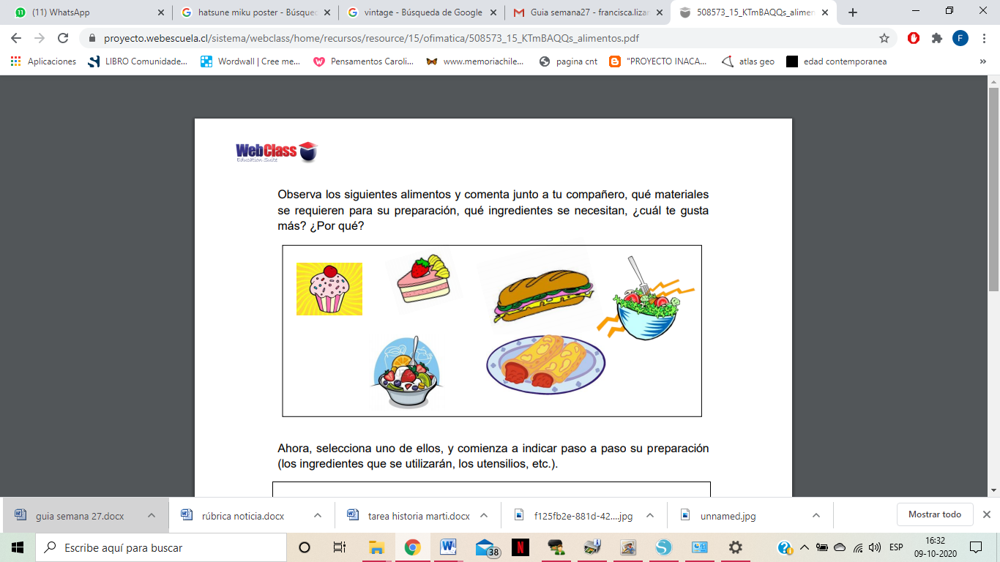 (11) WhatsApp
hatsune miku poster - Búsquec
vintage - Búsqueda de Google
Guia semana27 - francisca.lizar
508573_15_KTmBAQQs_alimen
proyecto.webescuela.cl/sistema/webclass/home/recursos/resource/15/ofimatica/508573_15_KTmBAQQs_alimentos.pdf
F
Aplicaciones
LIBRO Comunidade...
Wordwall | Cree me...
Pensamentos Caroli...
www.memoriachile...
pagina cnt
"PROYECTO INACA...
atlas geo
edad contemporanea
»
WebClass
Education Suite
Observa los siguientes alimentos y comenta junto a tu compañero, qué materiales
se requieren para su preparación, qué ingredientes se necesitan, ¿cuál te gusta
más? ¿Por qué?
Ahora, selecciona uno de ellos, y comienza a indicar paso a paso su preparación
(los ingredientes que se utilizarán, los utensilios, etc.).
guia semana 27.docx
rúbrica noticia.docx
tarea historia marti.docx
f125fb2e-881d-42....jpg
unnamed.jpg
Mostrar todo
Escribe aquí para buscar
38
N
ESP
16:32
09-10-2020